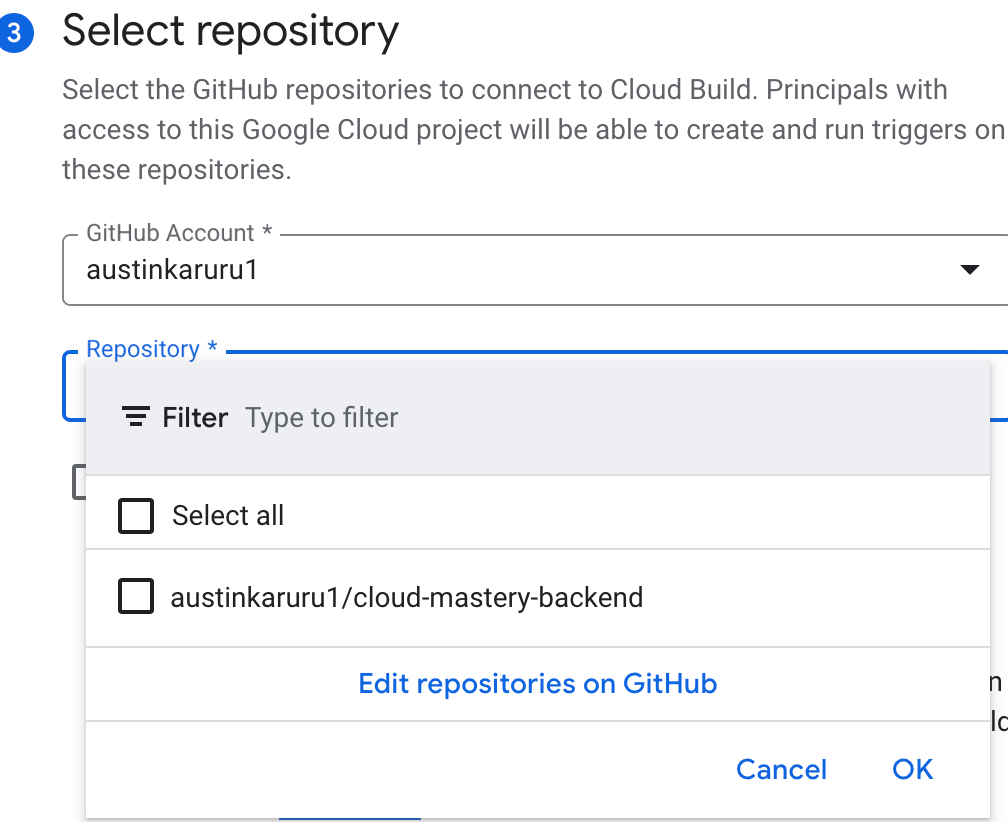 3
Select repository
Select the GitHub repositories to connect to Cloud Build. Principals with
access to this Google Cloud project will be able to create and run triggers on
these repositories.
GitHub Account *
austinkaruru1
Repository *
Filter Type to filter
Select all
austinkaruru1/cloud-mastery-backend
Edit repositories on GitHub
Cancel OK